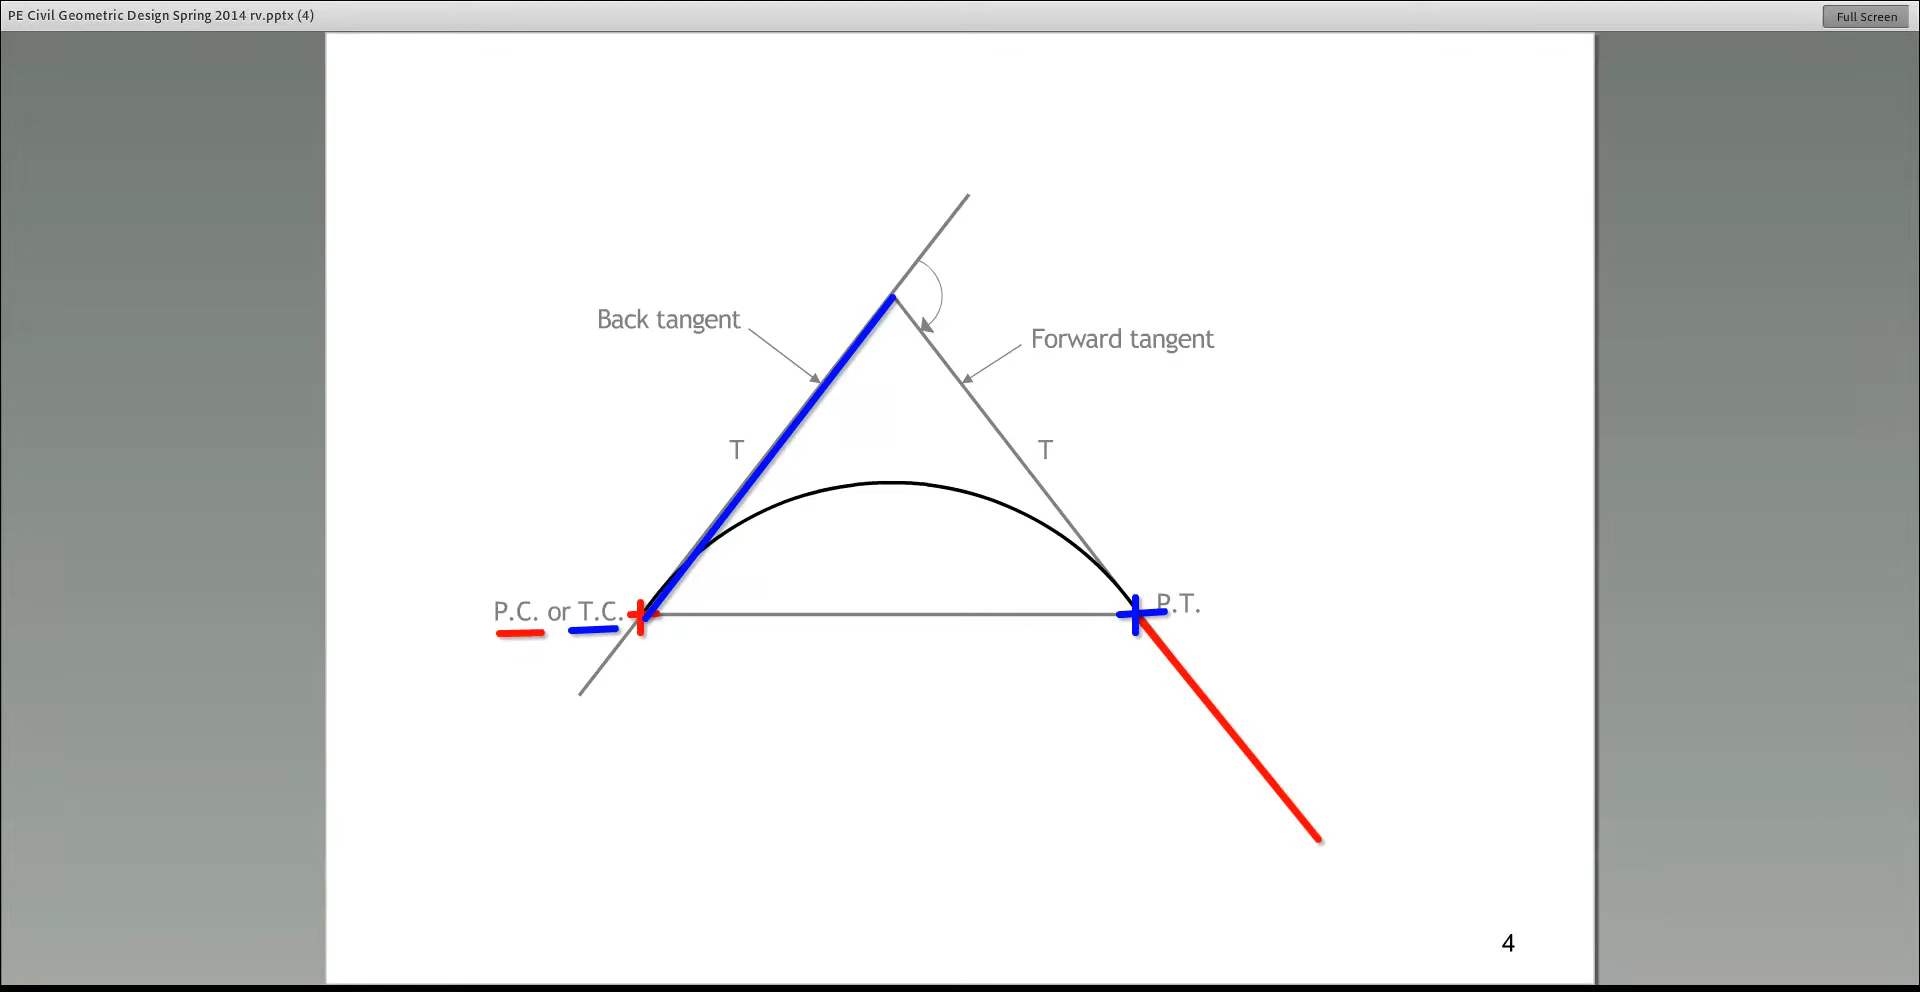 PE Civil Geometric Design Spring 2014 rv.pptx (4)
Full Screen
Back tangent
Forward tangent
T
T
P.C. or T.C.
P.T.
4